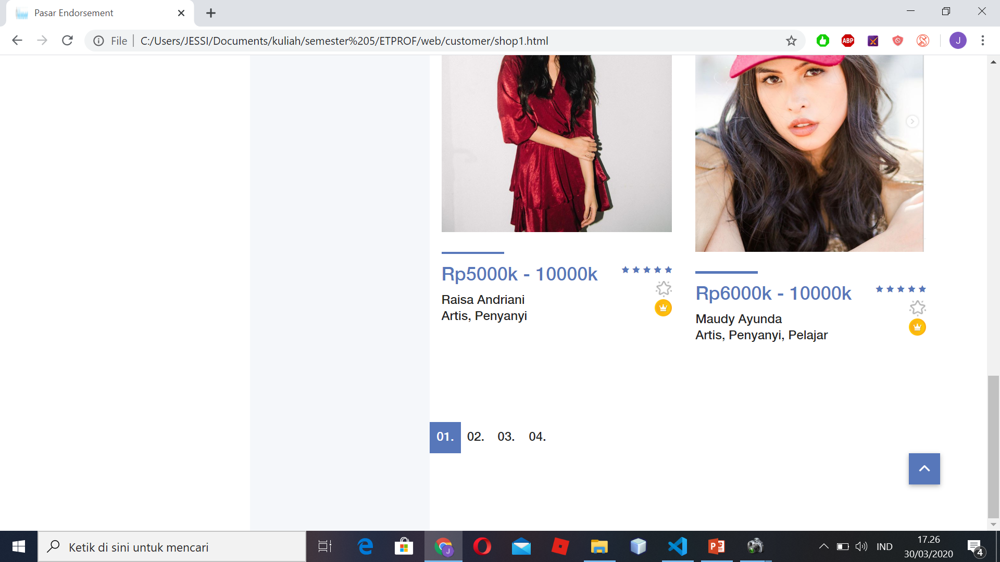 Pasar Endorsement
File
C:/Users/JESSI/Documents/kuliah/semester%205/ETPROF/web/customer/shop1.html
ABP
J
Rp5000k - 10000k
Raisa Andriani
Artis, Penyanyi
Rp6000k - 10000k
Maudy Ayunda
Artis, Penyanyi, Pelajar
01. 02. 03. 04.
Ketik di sini untuk mencari
J
IND
17.26
30/03/2020
4